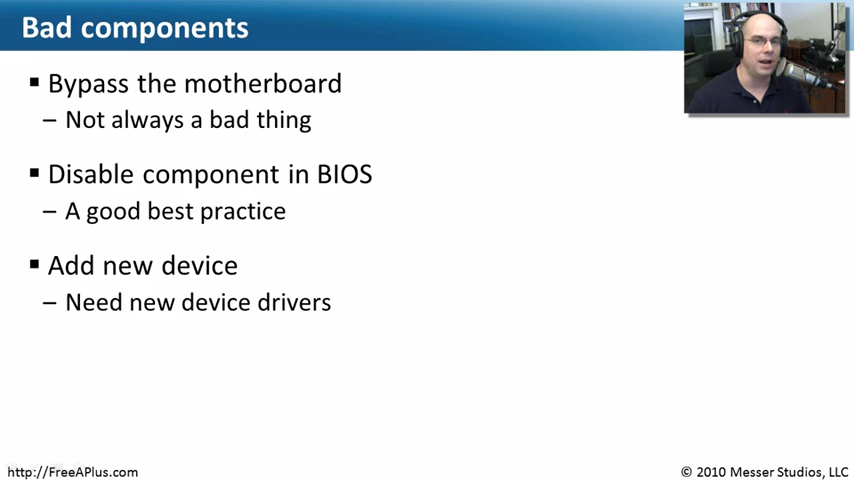 Bad components
▪ Bypass the motherboard
– Not always a bad thing
▪ Disable component in BIOS
– A good best practice
▪ Add new device
– Need new device drivers
http://FreeAPlus.com
© 2010 Messer Studios, LLC